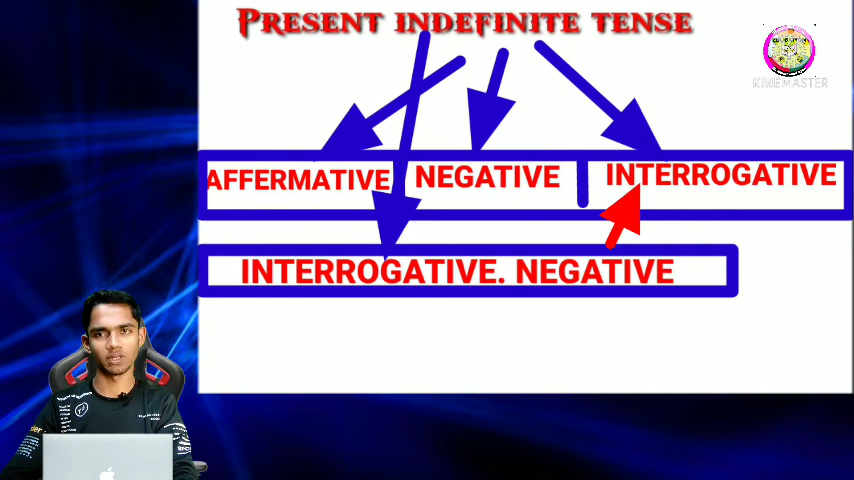 PRESENT INDEFINITE TENSE
KINEMASTER
AFFERMATIVE NEGATIVE INTERROGATIVE
INTERROGATIVE. NEGATIVE